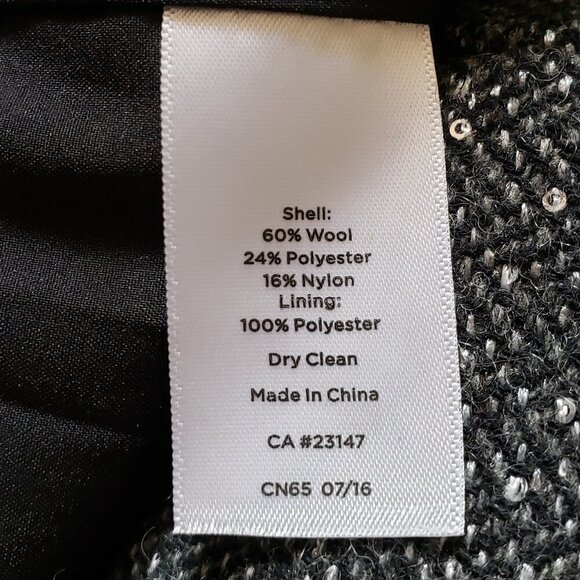 Shell:
60% Wool
24% Polyester
16% Nylon
Lining:
100% Polyester
Dry Clean
Made In China
CA #23147
CN65 07/16